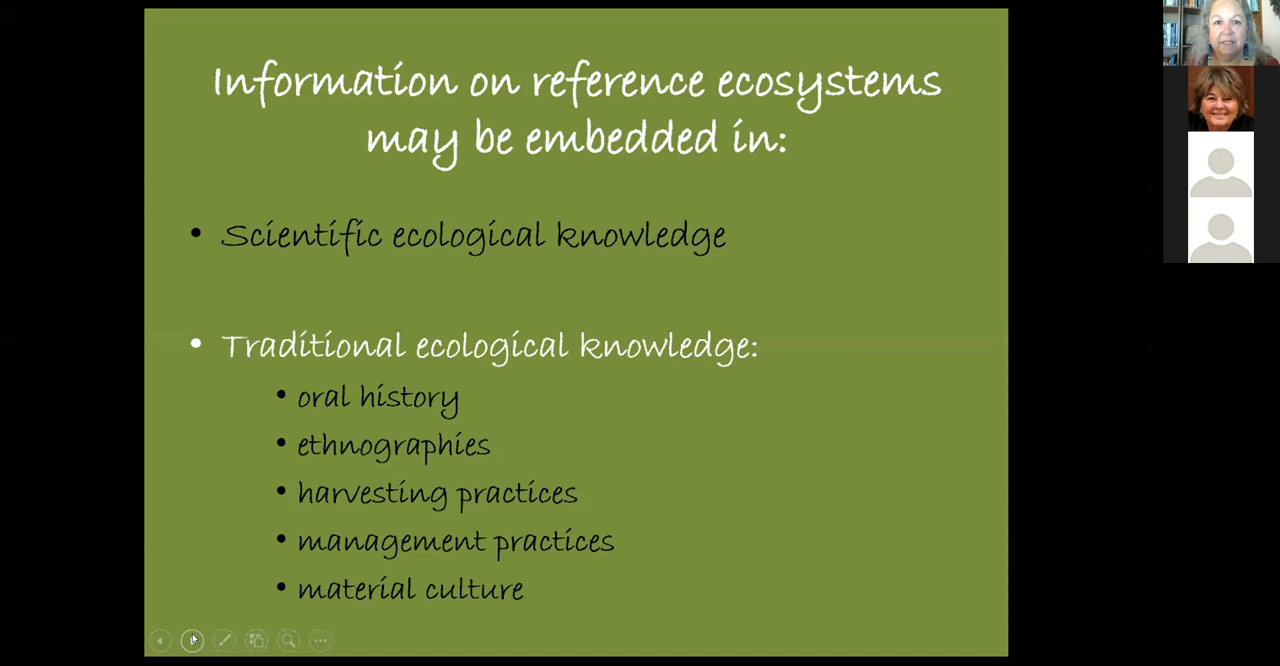 Information on reference ecosystems
may be embedded in:
• Scientific ecological knowledge
• Traditional ecological knowledge:
• oral history
• ethnographies
• harvesting practices
• management practices
• material culture